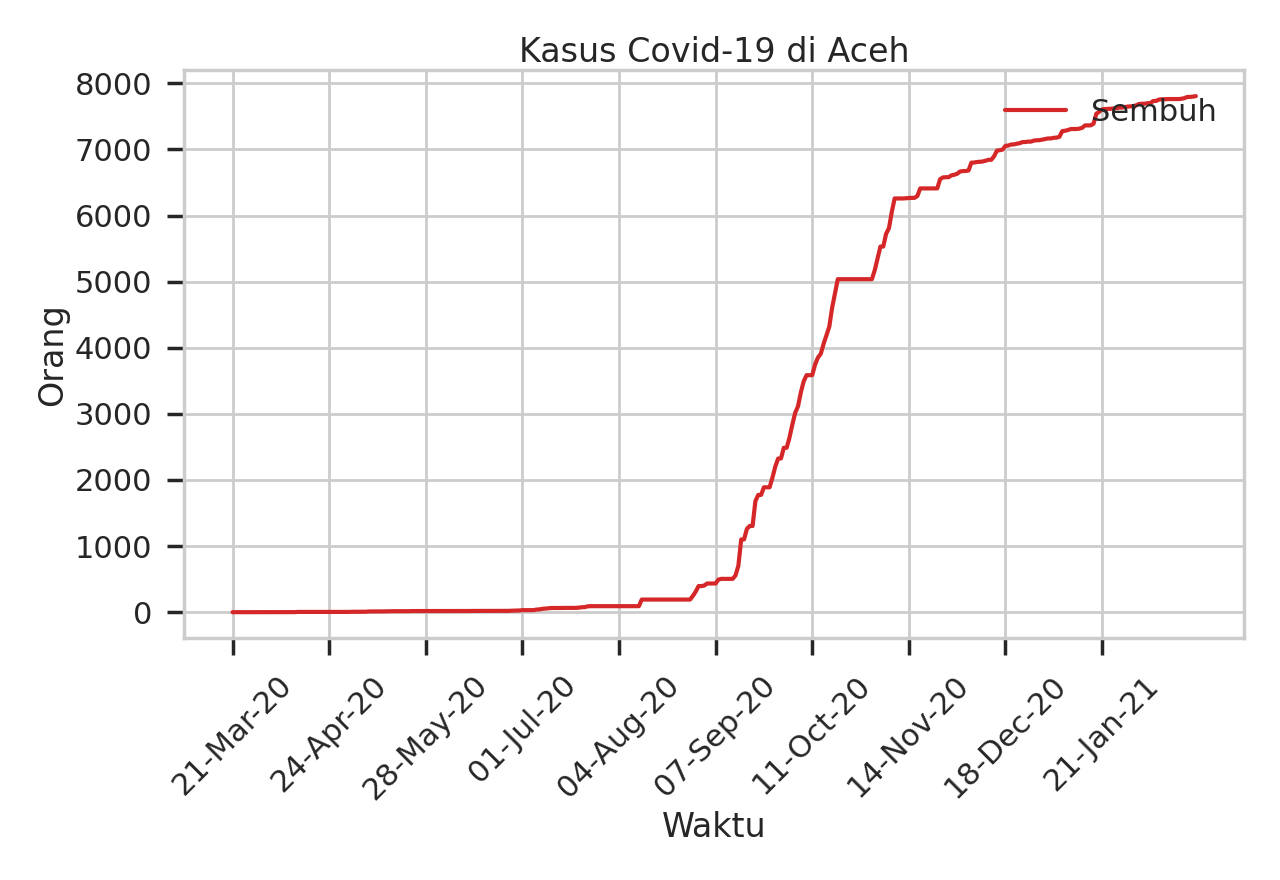 Kasus Covid-19 di Aceh
Sembuh
8000
7000
6000
5000
4000
3000
2000
1000
0
Orang
21-Mar-20
24-Apr-20
28-May-20
01-Jul-20
04-Aug-20
07-Sep-20
11-Oct-20
14-Nov-20
18-Dec-20
21-Jan-21
Waktu